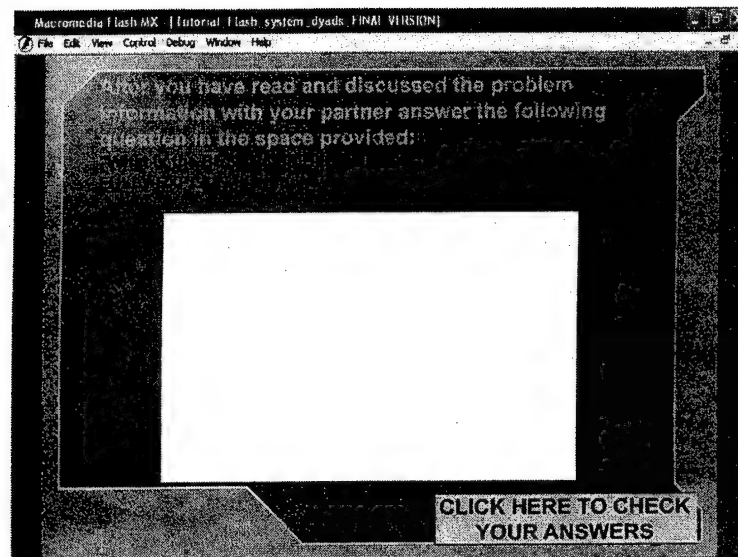 Macromedia Flash MX - [Tutorial_Flash_system_dyads_FINAL VERSION]
File Edit View Control Debug Window Help
After you have read and discussed the problem
information with your partner answer the following
question in the space provided:
CLICK HERE TO CHECK
YOUR ANSWERS